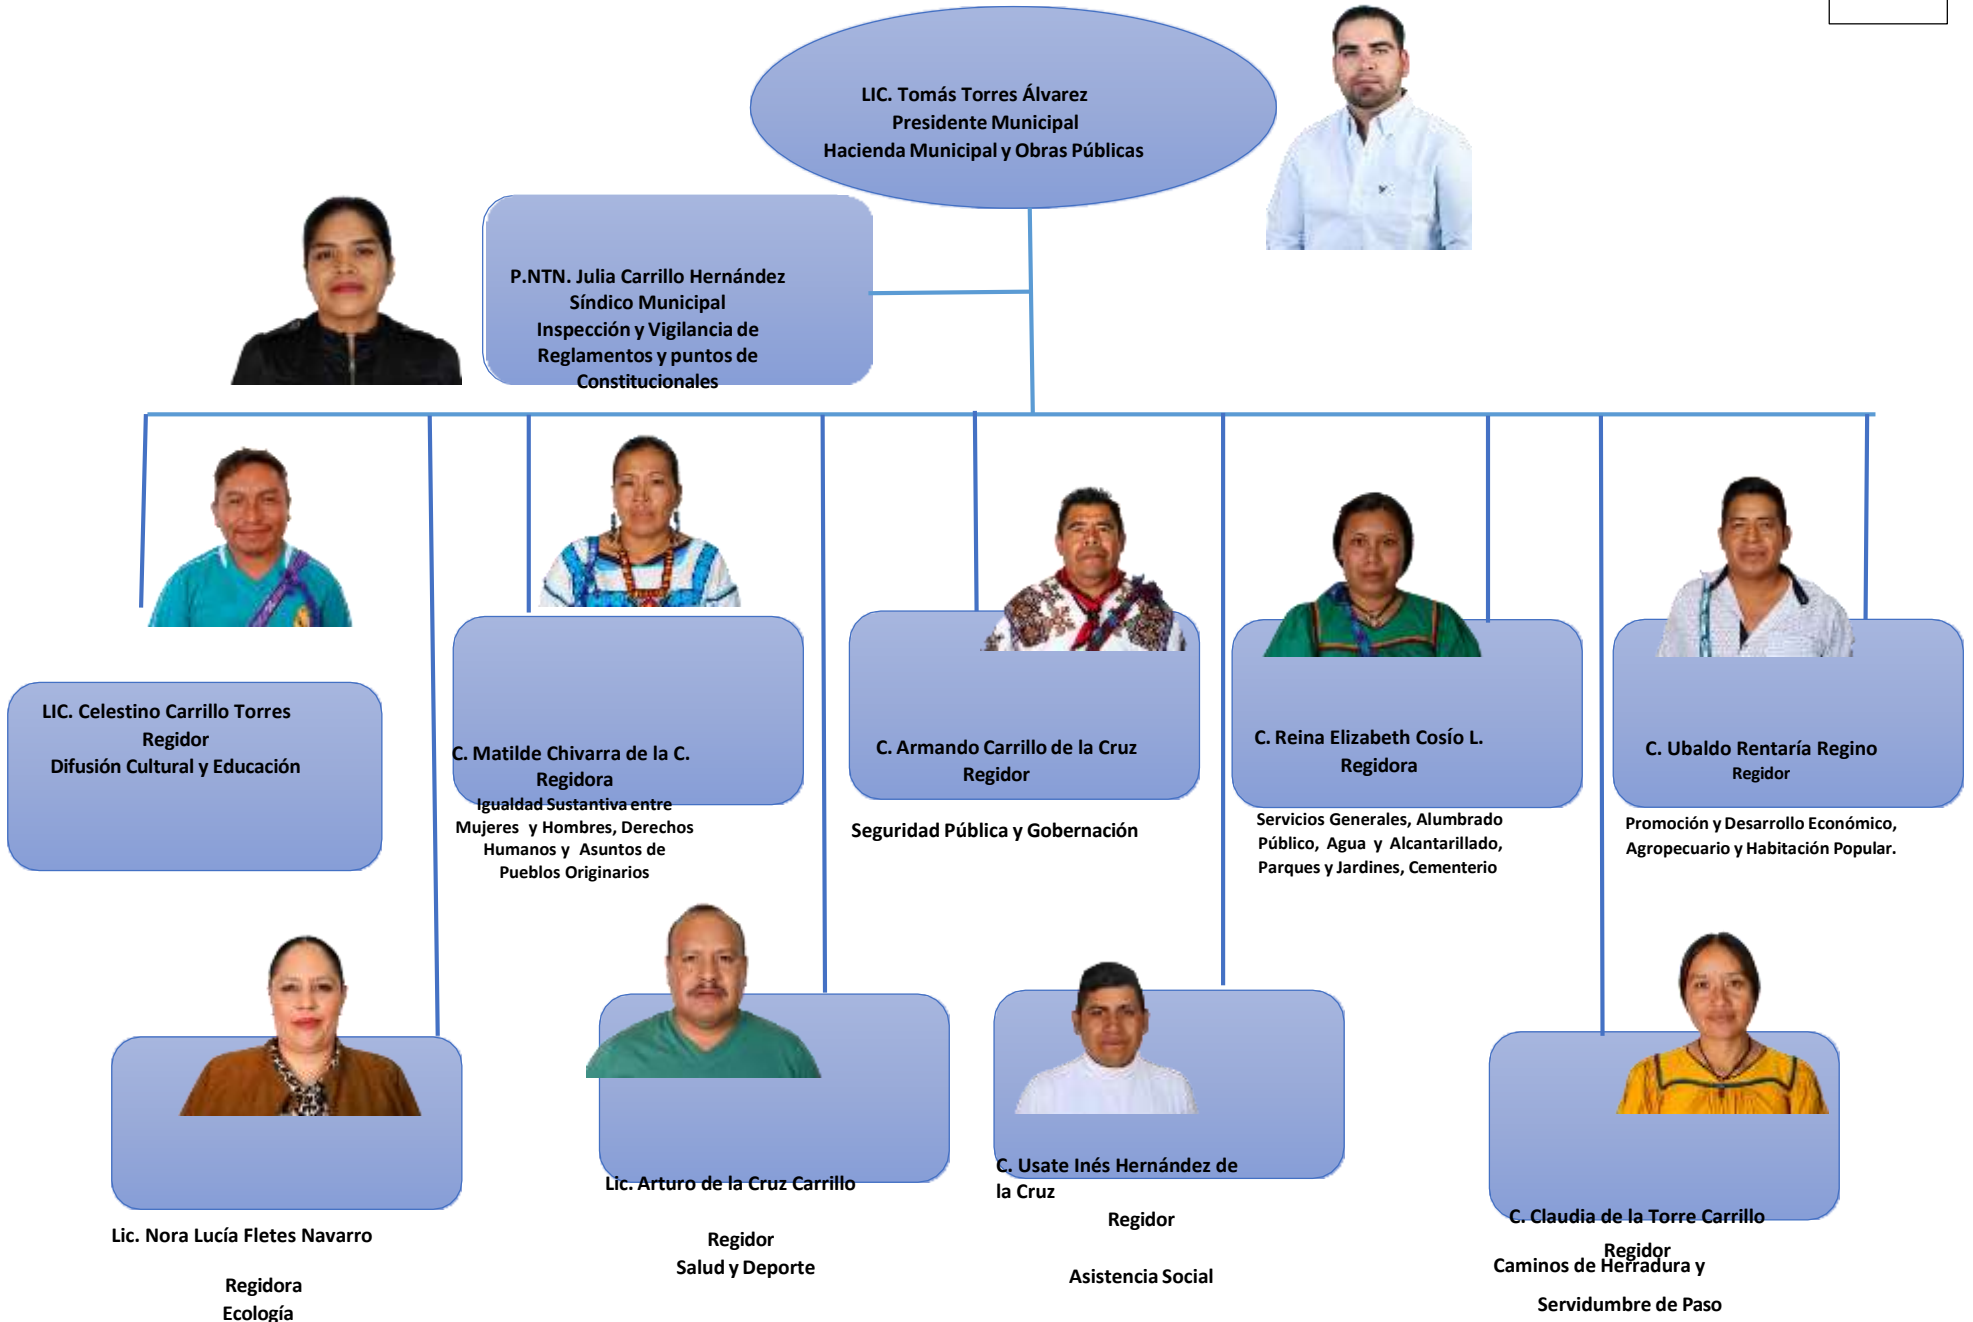 LIC. Tomás Torres Álvarez
Presidente Municipal
Hacienda Municipal y Obras Públicas
P.NTN. Julia Carrillo Hernández
Síndico Municipal
Inspección y Vigilancia de
Reglamentos y puntos de
Constitucionales
LIC. Celestino Carrillo Torres
Regidor
Difusión Cultural y Educación
C. Matilde Chivarra de la C.
Regidora
Igualdad Sustantiva entre
Mujeres y Hombres, Derechos
Humanos y Asuntos de
Pueblos Originarios
C. Armando Carrillo de la Cruz
Regidor
Seguridad Pública y Gobernación
C. Reina Elizabeth Cosío L.
Regidora
Servicios Generales, Alumbrado
Público, Agua y Alcantarillado,
Parques y Jardines, Cementerio
C. Ubaldo Rentaría Regino
Regidor
Promoción y Desarrollo Económico,
Agropecuario y Habitación Popular.
Lic. Nora Lucía Fletes Navarro
Regidora
Ecología
Lic. Arturo de la Cruz Carrillo
Regidor
Salud y Deporte
C. Usate Inés Hernández de
la Cruz
Regidor
Asistencia Social
C. Claudia de la Torre Carrillo
Regidor
Caminos de Herradura y
Servidumbre de Paso